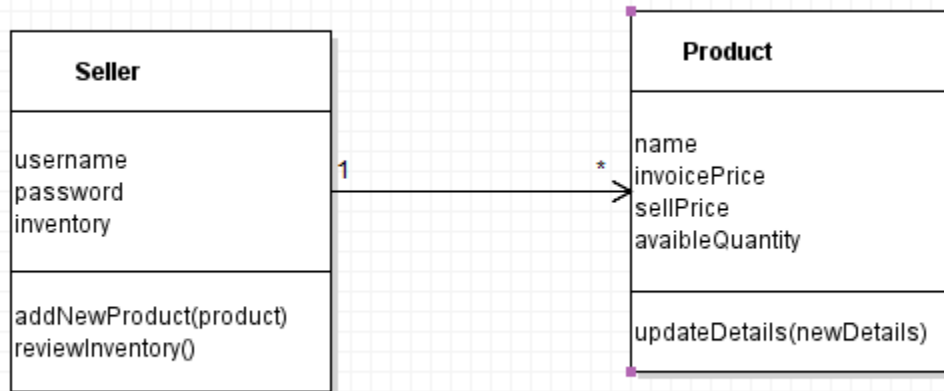 Seller
username
password
inventory
addNewProduct(product)
reviewInventory()
1
*
Product
name
invoicePrice
sellPrice
avaibleQuantity
updateDetails(newDetails)